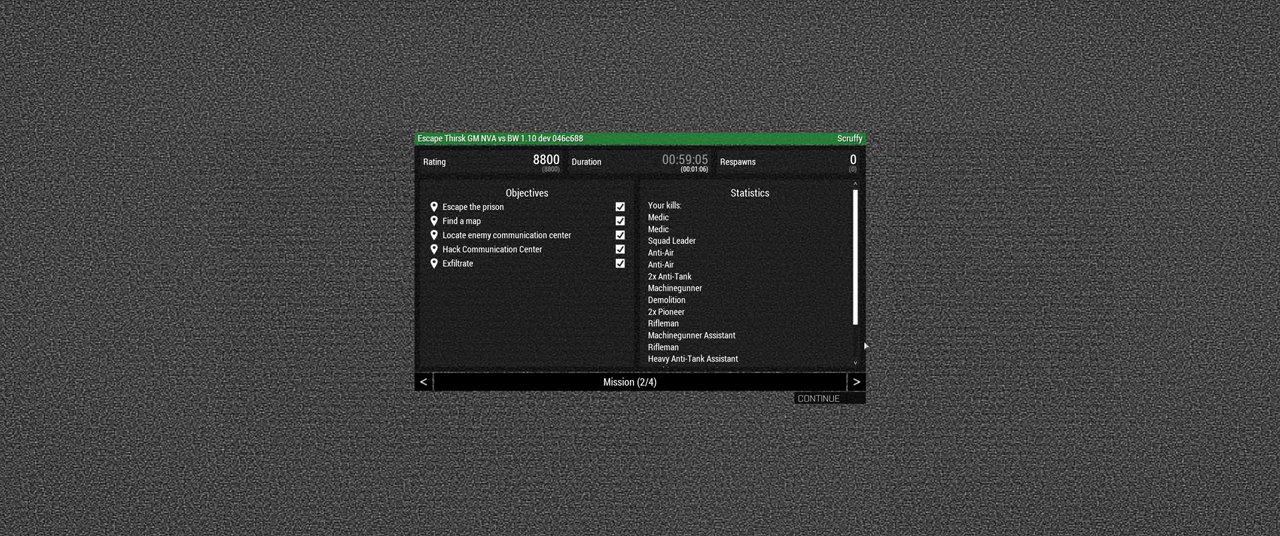 Escape Thirsk GM NVA vs BW 1.10 dev 046c688 Scruffy
Rating 8800 Duration 00:59:05 Respawns 0
(8800) (00:01:06) (0)
Objectives
Escape the prison
Find a map
Locate enemy communication center
Hack Communication Center
Exfiltrate
Statistics
Your kills:
Medic
Medic
Squad Leader
Anti-Air
Anti-Air
2x Anti-Tank
Machinegunner
Demolition
2x Pioneer
Rifleman
Machinegunner Assistant
Rifleman
Heavy Anti-Tank Assistant
< Mission (2/4) >
CONTINUE